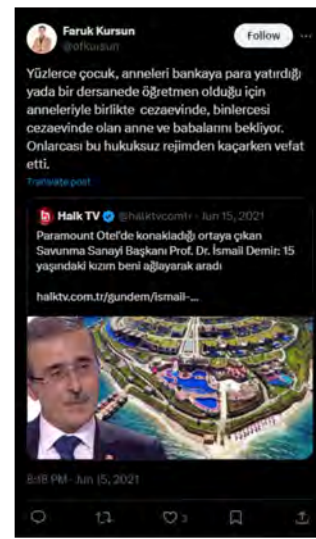 Faruk Kursun
@ofkursun
Follow
Yüzlerce çocuk, anneleri bankaya para yatırdığı
yada bir dersanede öğretmen olduğu için
anneleriyle birlikte cezaevinde, binlercesi
cezaevinde olan anne ve babalarını bekliyor.
Onlarcası bu hukuksuz rejimden kaçarken vefat
etti.
Translate post
Halk TV @halktvcomtr · Jun 15, 2021
Paramount Otel'de konakladığı ortaya çıkan
Savunma Sanayi Başkanı Prof. Dr. İsmail Demir: 15
yaşındaki kızım beni ağlayarak aradı
halktv.com.tr/gundem/ismail-...
8:18 PM · Jun 15, 2021
3